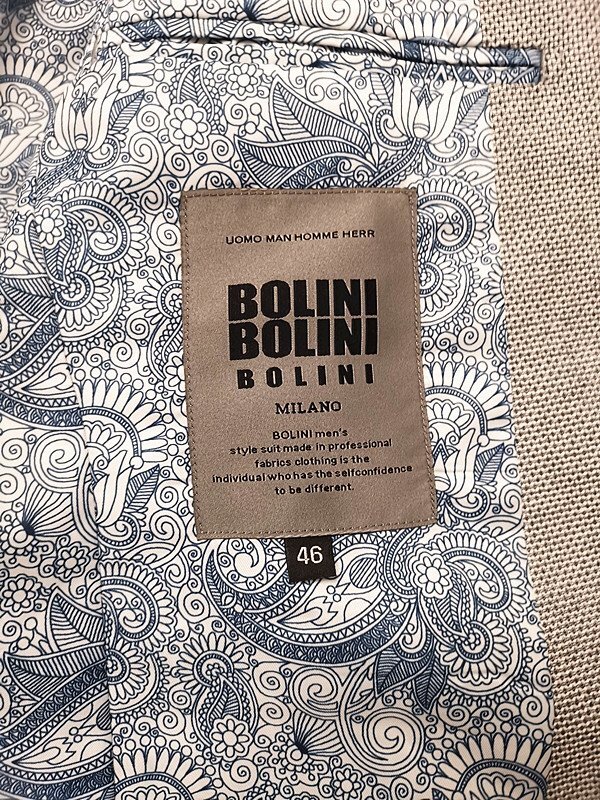 UOMO MAN HOMME HERR
BOLINI
BOLINI
BOLINI
MILANO
BOLINI men's
style suit made in professional
fabrics clothing is the
individual who has the selfconfidence
to be different.
46